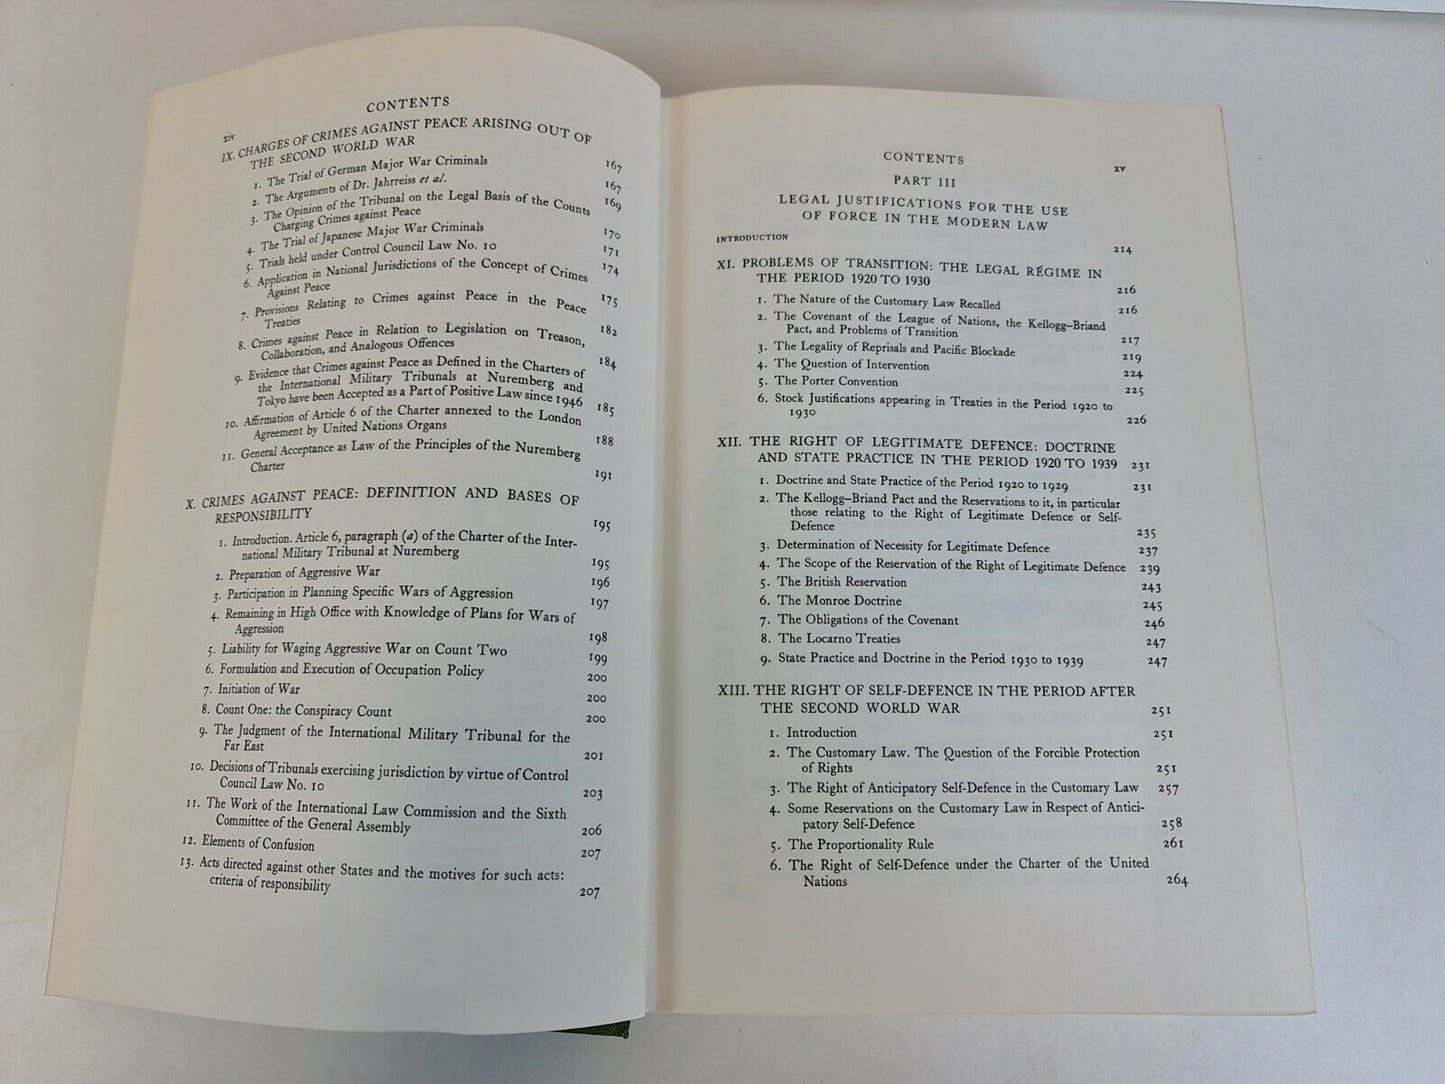 xiv
CONTENTS
IX. CHARGES OF CRIMES AGAINST PEACE ARISING OUT OF
THE SECOND WORLD WAR 167
1. The Trial of German Major War Criminals 167
2. The Arguments of Dr. Jahrreiss et al. 169
3. The Opinion of the Tribunal on the Legal Basis of the Counts
Charging Crimes against Peace 170
4. The Trial of Japanese Major War Criminals 171
5. Trials held under Control Council Law No. 10 174
6. Application in National Jurisdictions of the Concept of Crimes
Against Peace 175
7. Provisions Relating to Crimes against Peace in the Peace
Treaties 182
8. Crimes against Peace in Relation to Legislation on Treason,
Collaboration, and Analogous Offences 184
9. Evidence that Crimes against Peace as Defined in the Charters of
the International Military Tribunals at Nuremberg and
Tokyo have been Accepted as a Part of Positive Law since 1946 185
10. Affirmation of Article 6 of the Charter annexed to the London
Agreement by United Nations Organs 188
11. General Acceptance as Law of the Principles of the Nuremberg
Charter 191
X. CRIMES AGAINST PEACE: DEFINITION AND BASES OF
RESPONSIBILITY 195
1. Introduction. Article 6, paragraph (a) of the Charter of the Inter-
national Military Tribunal at Nuremberg 195
2. Preparation of Aggressive War 196
3. Participation in Planning Specific Wars of Aggression 197
4. Remaining in High Office with Knowledge of Plans for Wars of
Aggression 198
5. Liability for Waging Aggressive War on Count Two 199
6. Formulation and Execution of Occupation Policy 200
7. Initiation of War 200
8. Count One: the Conspiracy Count 200
9. The Judgment of the International Military Tribunal for the
Far East 201
10. Decisions of Tribunals exercising jurisdiction by virtue of Control
Council Law No. 10 203
11. The Work of the International Law Commission and the Sixth
Committee of the General Assembly 206
12. Elements of Confusion 207
13. Acts directed against other States and the motives for such acts:
criteria of responsibility 207
CONTENTS xv
PART III
LEGAL JUSTIFICATIONS FOR THE USE
OF FORCE IN THE MODERN LAW
INTRODUCTION 214
XI. PROBLEMS OF TRANSITION: THE LEGAL RÉGIME IN
THE PERIOD 1920 TO 1930 216
1. The Nature of the Customary Law Recalled 216
2. The Covenant of the League of Nations, the Kellogg–Briand
Pact, and Problems of Transition 217
3. The Legality of Reprisals and Pacific Blockade 219
4. The Question of Intervention 224
5. The Porter Convention 225
6. Stock Justifications appearing in Treaties in the Period 1920 to
1930 226
XII. THE RIGHT OF LEGITIMATE DEFENCE: DOCTRINE
AND STATE PRACTICE IN THE PERIOD 1920 TO 1939 231
1. Doctrine and State Practice of the Period 1920 to 1929 231
2. The Kellogg–Briand Pact and the Reservations to it, in particular
those relating to the Right of Legitimate Defence or Self-
Defence 235
3. Determination of Necessity for Legitimate Defence 237
4. The Scope of the Reservation of the Right of Legitimate Defence 239
5. The British Reservation 243
6. The Monroe Doctrine 245
7. The Obligations of the Covenant 246
8. The Locarno Treaties 247
9. State Practice and Doctrine in the Period 1930 to 1939 247
XIII. THE RIGHT OF SELF-DEFENCE IN THE PERIOD AFTER
THE SECOND WORLD WAR 251
1. Introduction 251
2. The Customary Law. The Question of the Forcible Protection
of Rights 251
3. The Right of Anticipatory Self-Defence in the Customary Law 257
4. Some Reservations on the Customary Law in Respect of Antici-
patory Self-Defence 258
5. The Proportionality Rule 261
6. The Right of Self-Defence under the Charter of the United
Nations 264